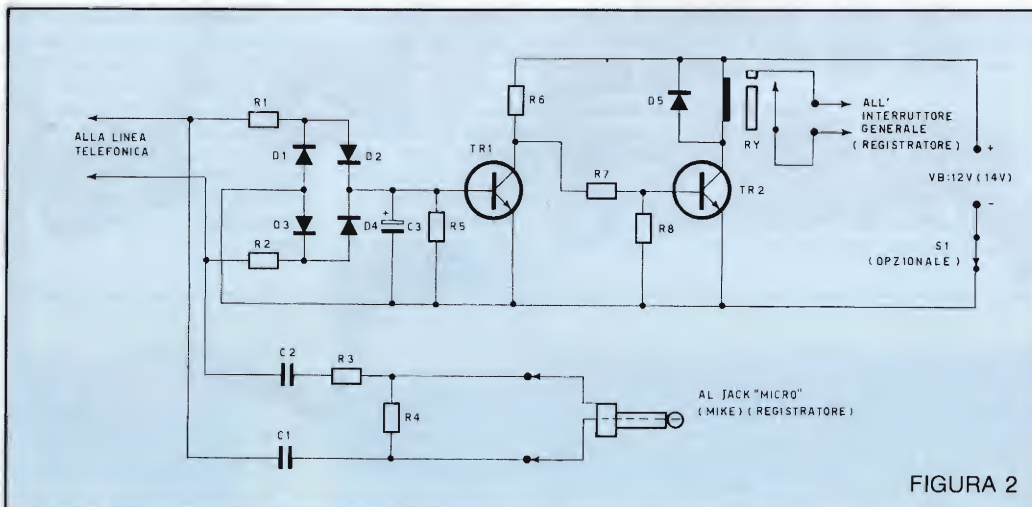 ALLA LINEA
TELEFONICA
R1
D1
D2
D3
D4
R2
C3
+
R5
TR1
R6
R7
R8
D5
TR2
RY
ALL'
INTERRUTTORE
GENERALE
(REGISTRATORE)
+
VB:12V(14V)
-
S1
(OPZIONALE)
C2
R3
R4
C1
AL JACK "MICRO"
(MIKE)(REGISTRATORE)
FIGURA 2